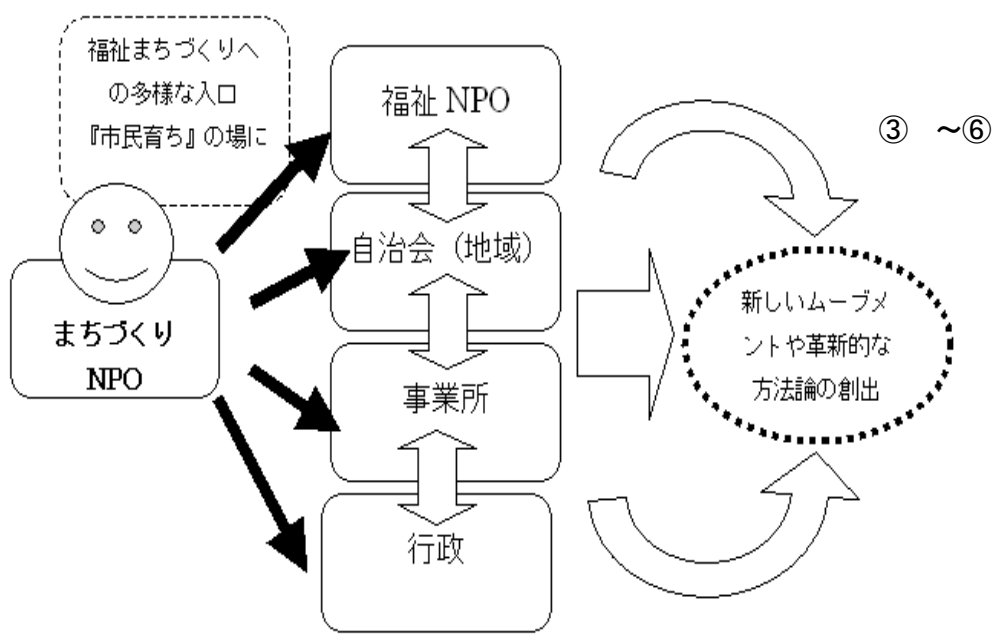 福祉まちづくりへ
の多様な入口
『市民育ち』の場に
まちづくり
NPO
福祉 NPO
自治会（地域）
事業所
行政
③　～⑥
新しいムーブメ
ントや革新的な
方法論の創出